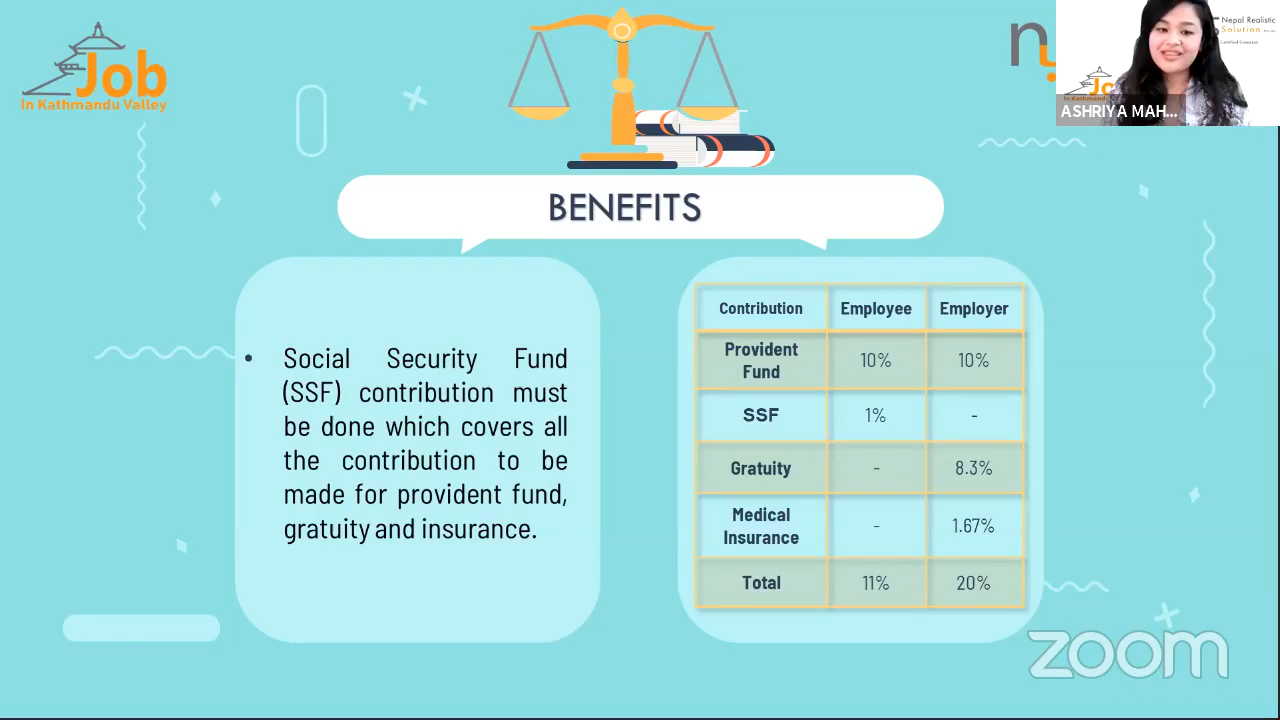 Job
In Kathmandu Valley
Nepal Realistic
Solution
ASHRIYA MAH...
BENEFITS
• Social Security Fund
(SSF) contribution must
be done which covers all
the contribution to be
made for provident fund,
gratuity and insurance.
Contribution Employee Employer
Provident
Fund 10% 10%
SSF 1% -
Gratuity - 8.3%
Medical
Insurance - 1.67%
Total 11% 20%
zoom